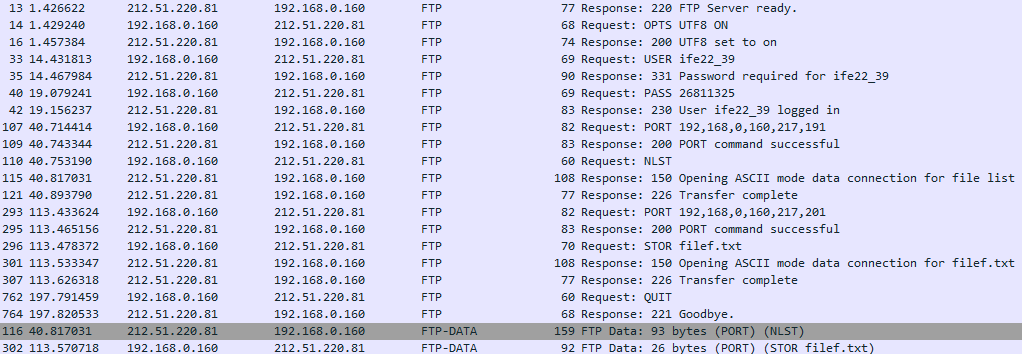 13 1.426622 212.51.220.81 192.168.0.160 FTP 77 Response: 220 FTP Server ready.
14 1.429240 192.168.0.160 212.51.220.81 FTP 68 Request: OPTS UTF8 ON
16 1.457384 212.51.220.81 192.168.0.160 FTP 74 Response: 200 UTF8 set to on
33 14.431813 192.168.0.160 212.51.220.81 FTP 69 Request: USER ife22_39
35 14.467984 212.51.220.81 192.168.0.160 FTP 90 Response: 331 Password required for ife22_39
40 19.079241 192.168.0.160 212.51.220.81 FTP 69 Request: PASS 26811325
42 19.156237 212.51.220.81 192.168.0.160 FTP 83 Response: 230 User ife22_39 logged in
107 40.714414 192.168.0.160 212.51.220.81 FTP 82 Request: PORT 192,168,0,160,217,191
109 40.743344 212.51.220.81 192.168.0.160 FTP 83 Response: 200 PORT command successful
110 40.753190 192.168.0.160 212.51.220.81 FTP 60 Request: NLST
115 40.817031 212.51.220.81 192.168.0.160 FTP 108 Response: 150 Opening ASCII mode data connection for file list
121 40.893790 212.51.220.81 192.168.0.160 FTP 77 Response: 226 Transfer complete
293 113.433624 192.168.0.160 212.51.220.81 FTP 82 Request: PORT 192,168,0,160,217,201
295 113.465156 212.51.220.81 192.168.0.160 FTP 83 Response: 200 PORT command successful
296 113.478372 192.168.0.160 212.51.220.81 FTP 70 Request: STOR filef.txt
301 113.533347 212.51.220.81 192.168.0.160 FTP 108 Response: 150 Opening ASCII mode data connection for filef.txt
307 113.626318 212.51.220.81 192.168.0.160 FTP 77 Response: 226 Transfer complete
762 197.791459 192.168.0.160 212.51.220.81 FTP 60 Request: QUIT
764 197.820533 212.51.220.81 192.168.0.160 FTP 68 Response: 221 Goodbye.
116 40.817031 212.51.220.81 192.168.0.160 FTP-DATA 159 FTP Data: 93 bytes (PORT) (NLST)
302 113.570718 192.168.0.160 212.51.220.81 FTP-DATA 92 FTP Data: 26 bytes (PORT) (STOR filef.txt)